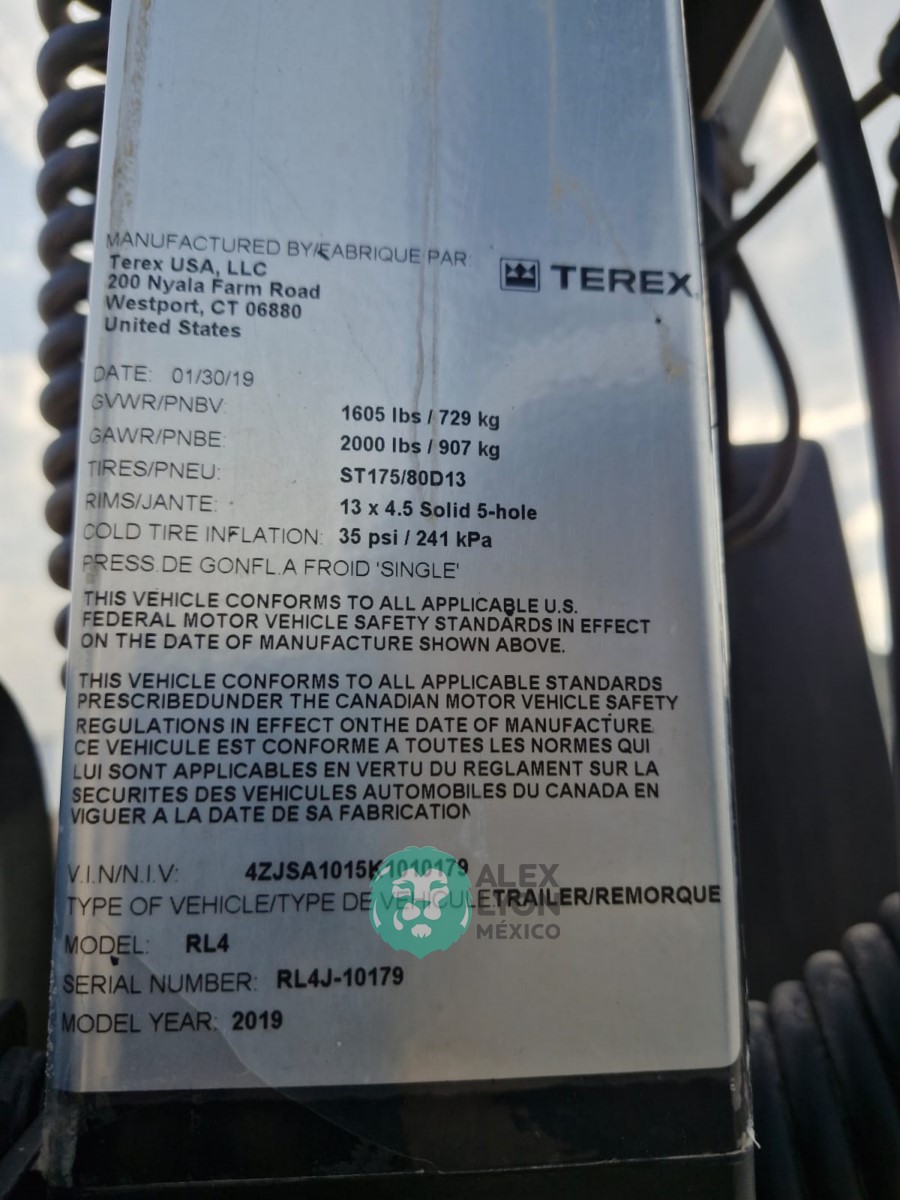 MANUFACTURED BY/FABRIQUE PAR:
Terex USA, LLC
200 Nyala Farm Road
Westport, CT 06880
United States
TEREX
DATE: 01/30/19
GVWR/PNBV: 1605 lbs / 729 kg
GAWR/PNBE: 2000 lbs / 907 kg
TIRES/PNEU: ST175/80D13
RIMS/JANTE: 13 x 4.5 Solid 5-hole
COLD TIRE INFLATION: 35 psi / 241 kPa
PRESS.DE GONFL.A FROID 'SINGLE'
THIS VEHICLE CONFORMS TO ALL APPLICABLE U.S.
FEDERAL MOTOR VEHICLE SAFETY STANDARDS IN EFFECT
ON THE DATE OF MANUFACTURE SHOWN ABOVE.
THIS VEHICLE CONFORMS TO ALL APPLICABLE STANDARDS
PRESCRIBEDUNDER THE CANADIAN MOTOR VEHICLE SAFETY
REGULATIONS IN EFFECT ONTHE DATE OF MANUFACTURE.
CE VEHICULE EST CONFORME A TOUTES LES NORMES QUI
LUI SONT APPLICABLES EN VERTU DU REGLAMENT SUR LA
SECURITES DES VEHICULES AUTOMOBILES DU CANADA EN
VIGUER A LA DATE DE SA FABRICATION
V.I.N/N.I.V: 4ZJSA1015K1010179
TYPE OF VEHICLE/TYPE DE VEHICULE TRAILER/REMORQUE
MODEL: RL4
SERIAL NUMBER: RL4J-10179
MODEL YEAR: 2019
ALEX
LYON
MÉXICO